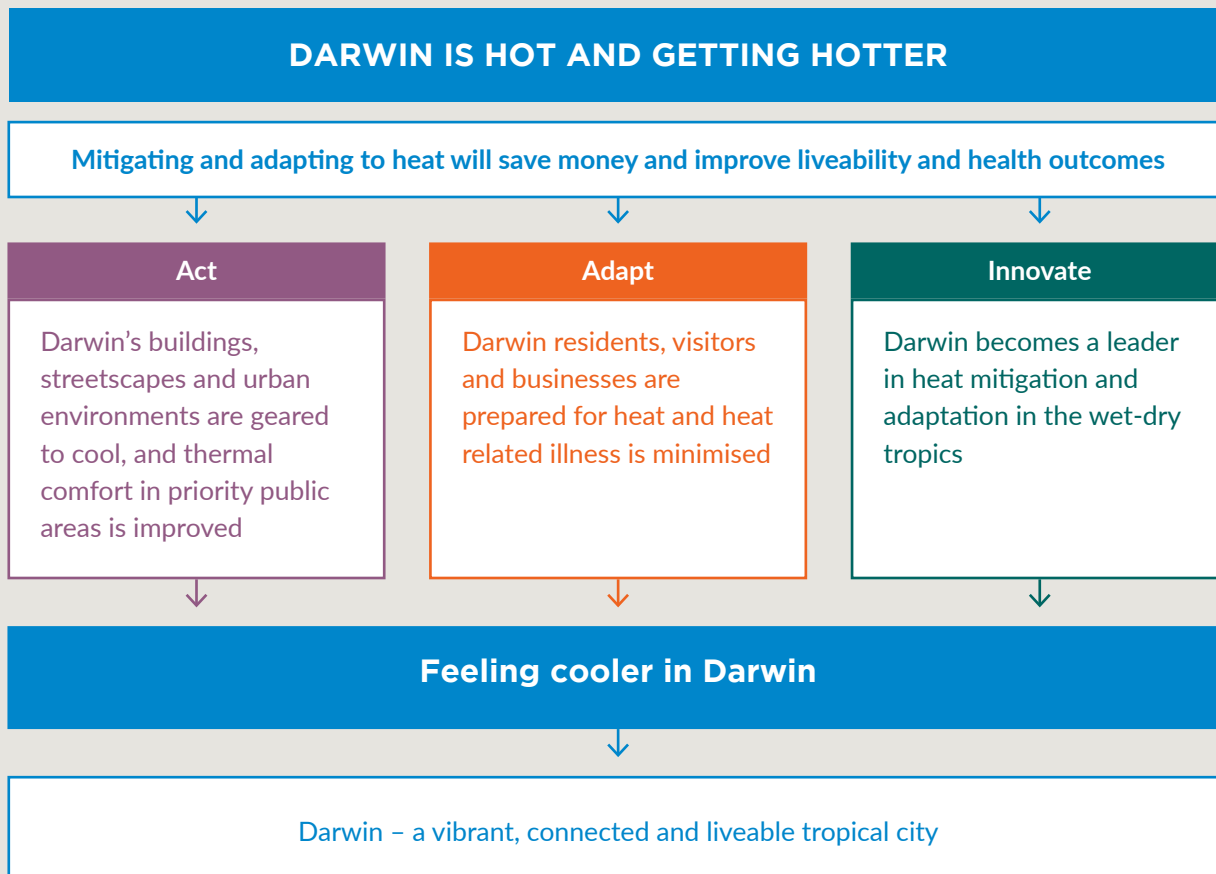 DARWIN IS HOT AND GETTING HOTTER
Mitigating and adapting to heat will save money and improve liveability and health outcomes
Act
Darwin’s buildings,
streetscapes and urban
environments are geared
to cool, and thermal
comfort in priority public
areas is improved
Adapt
Darwin residents, visitors
and businesses are
prepared for heat and heat
related illness is minimised
Innovate
Darwin becomes a leader
in heat mitigation and
adaptation in the wet-dry
tropics
Feeling cooler in Darwin
Darwin – a vibrant, connected and liveable tropical city